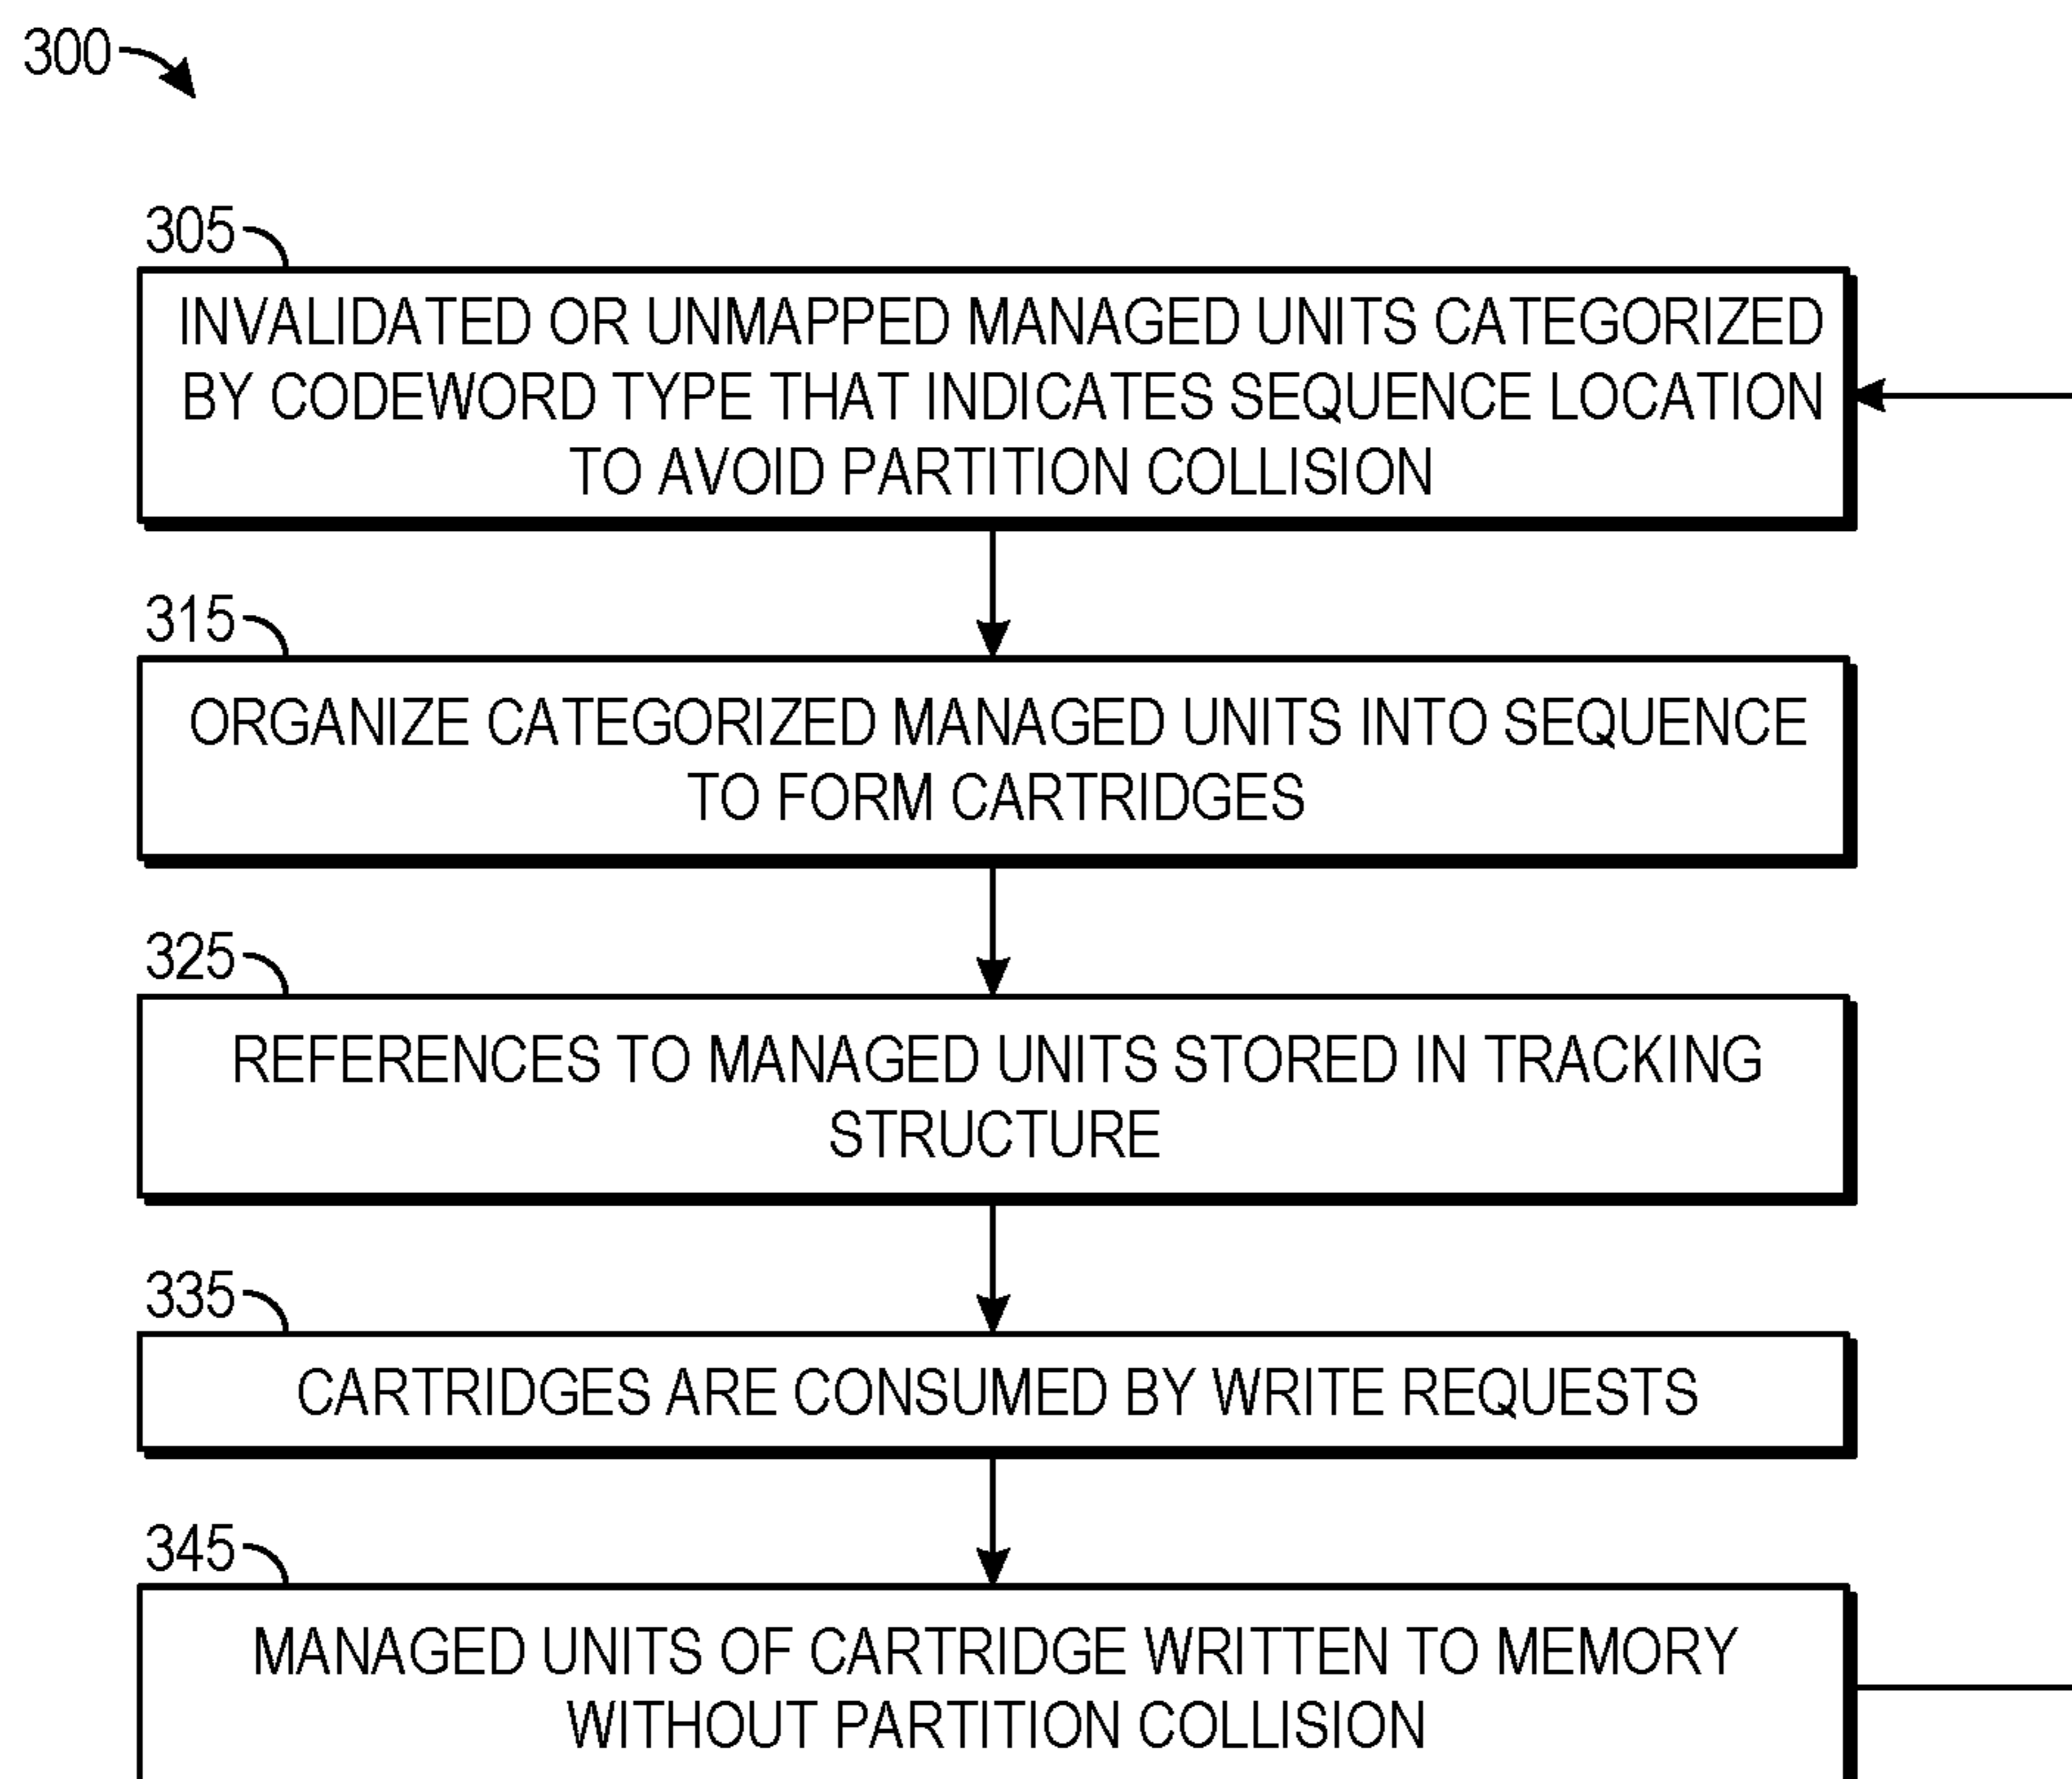 300
305
INVALIDATED OR UNMAPPED MANAGED UNITS CATEGORIZED
BY CODEWORD TYPE THAT INDICATES SEQUENCE LOCATION
TO AVOID PARTITION COLLISION
315
ORGANIZE CATEGORIZED MANAGED UNITS INTO SEQUENCE
TO FORM CARTRIDGES
325
REFERENCES TO MANAGED UNITS STORED IN TRACKING
STRUCTURE
335
CARTRIDGES ARE CONSUMED BY WRITE REQUESTS
345
MANAGED UNITS OF CARTRIDGE WRITTEN TO MEMORY
WITHOUT PARTITION COLLISION